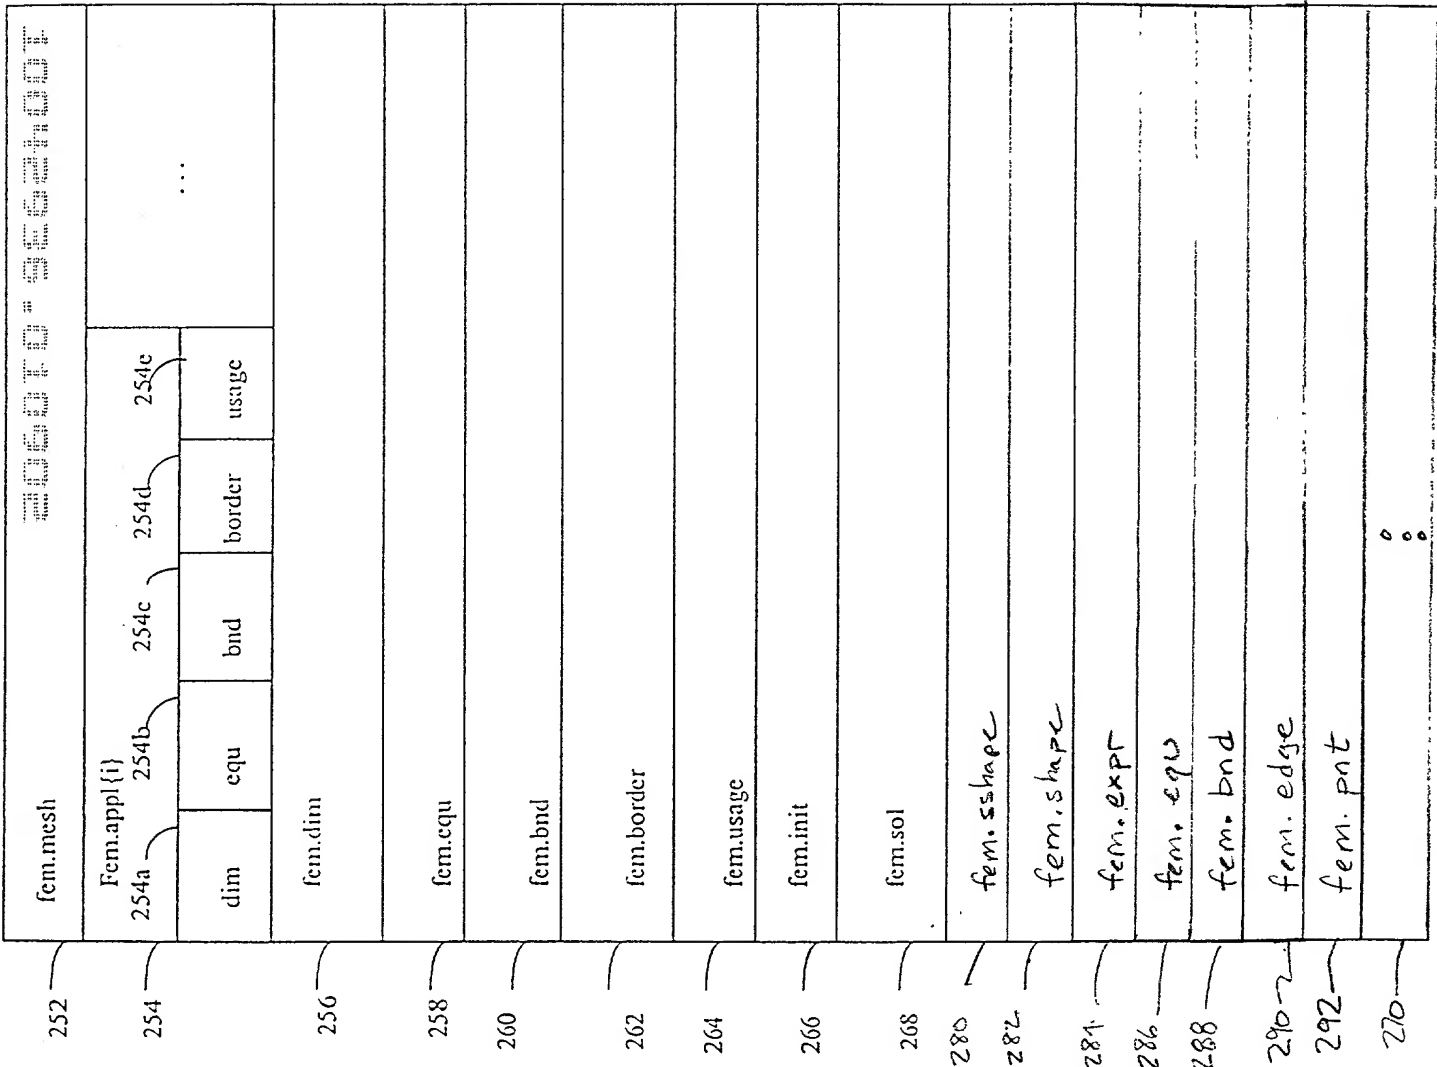 10042936.010902
252 fem.mesh
254 Fem.appl{i}
254a 254b 254c 254d 254e
dim equ bnd border usage ...
256 fem.dim
258 fem.equ
260 fem.bnd
262 fem.border
264 fem.usage
266 fem.init
268 fem.sol
280 fem.sshape
282 fem.shape
284 fem.expr
286 fem.equ
288 fem.bnd
290 fem.edge
292 fem.pnt
270